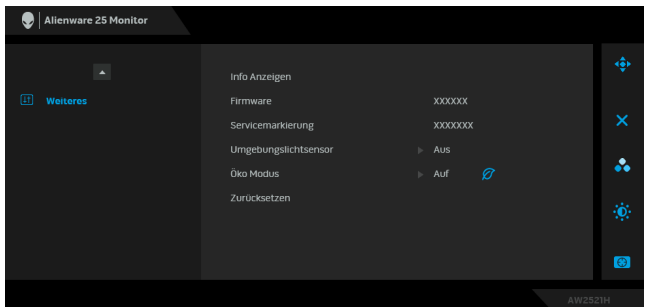 Alienware 25 Monitor
Weiteres
Info Anzeigen
Firmware XXXXXX
Servicemarkierung XXXXXXX
Umgebungslichtsensor Aus
Öko Modus Auf
Zurücksetzen
AW2521H